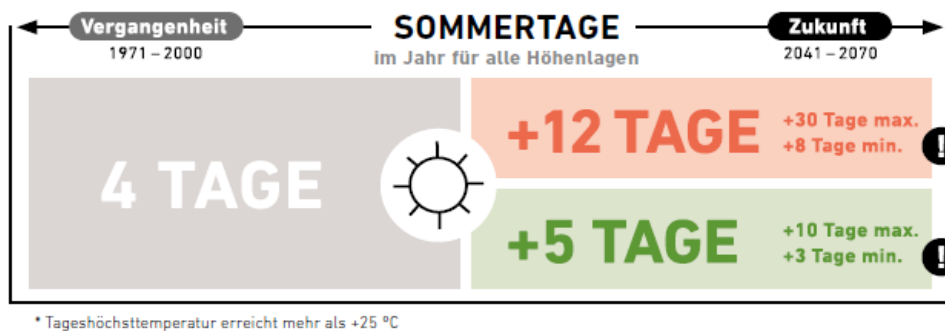 Vergangenheit
1971 – 2000
SOMMERTAGE
im Jahr für alle Höhenlagen
Zukunft
2041 – 2070
4 TAGE
+12 TAGE
+30 Tage max.
+8 Tage min.
!
+5 TAGE
+10 Tage max.
+3 Tage min.
!
* Tageshöchsttemperatur erreicht mehr als +25 °C